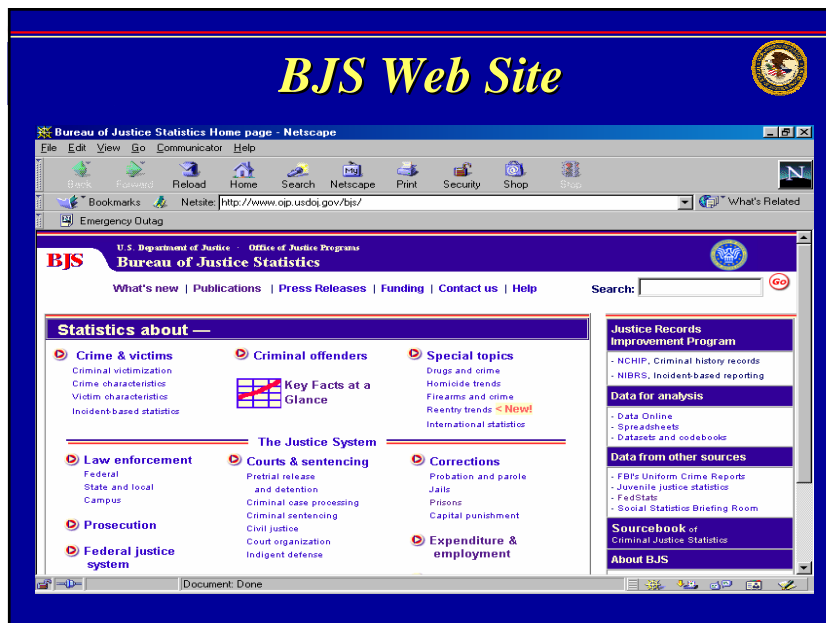 BJS Web Site
Bureau of Justice Statistics Home page - Netscape
File Edit View Go Communicator Help
Back Forward Reload Home Search Netscape Print Security Shop Stop
My
N
Bookmarks Netsite: http://www.ojp.usdoj.gov/bjs/ What's Related
Emergency Outag
U.S. Department of Justice · Office of Justice Programs
BJS Bureau of Justice Statistics
What's new | Publications | Press Releases | Funding | Contact us | Help Search: Go
Statistics about —
Crime & victims
Criminal victimization
Crime characteristics
Victim characteristics
Incident-based statistics
Criminal offenders
Key Facts at a
Glance
Special topics
Drugs and crime
Homicide trends
Firearms and crime
Reentry trends < New!
International statistics
The Justice System
Law enforcement
Federal
State and local
Campus
Prosecution
Federal justice
system
Courts & sentencing
Pretrial release
and detention
Criminal case processing
Criminal sentencing
Civil justice
Court organization
Indigent defense
Corrections
Probation and parole
Jails
Prisons
Capital punishment
Expenditure &
employment
Justice Records
Improvement Program
- NCHIP, Criminal history records
- NIBRS, Incident-based reporting
Data for analysis
- Data Online
- Spreadsheets
- Datasets and codebooks
Data from other sources
- FBI's Uniform Crime Reports
- Juvenile justice statistics
- FedStats
- Social Statistics Briefing Room
Sourcebook of
Criminal Justice Statistics
About BJS
Document: Done